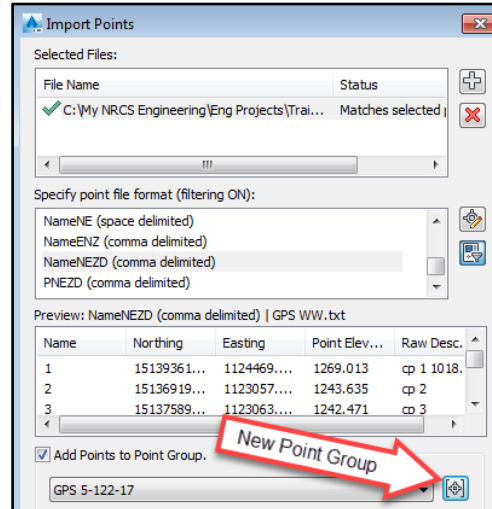 Import Points
Selected Files:
File Name Status
C:\My NRCS Engineering\Eng Projects\Trai... Matches selected
Specify point file format (filtering ON):
NameNE (space delimited)
NameENZ (comma delimited)
NameNEZD (comma delimited)
PNEZD (comma delimited)
Preview: NameNEZD (comma delimited) | GPS WW.txt
Name Northing Easting Point Elev... Raw Desc.
1 15139361... 1124469.... 1269.013 cp 1 1018.
2 15136919... 1123057.... 1243.635 cp 2
3 15137589... 1123063.... 1242.471 cp 3
New Point Group
Add Points to Point Group.
GPS 5-122-17